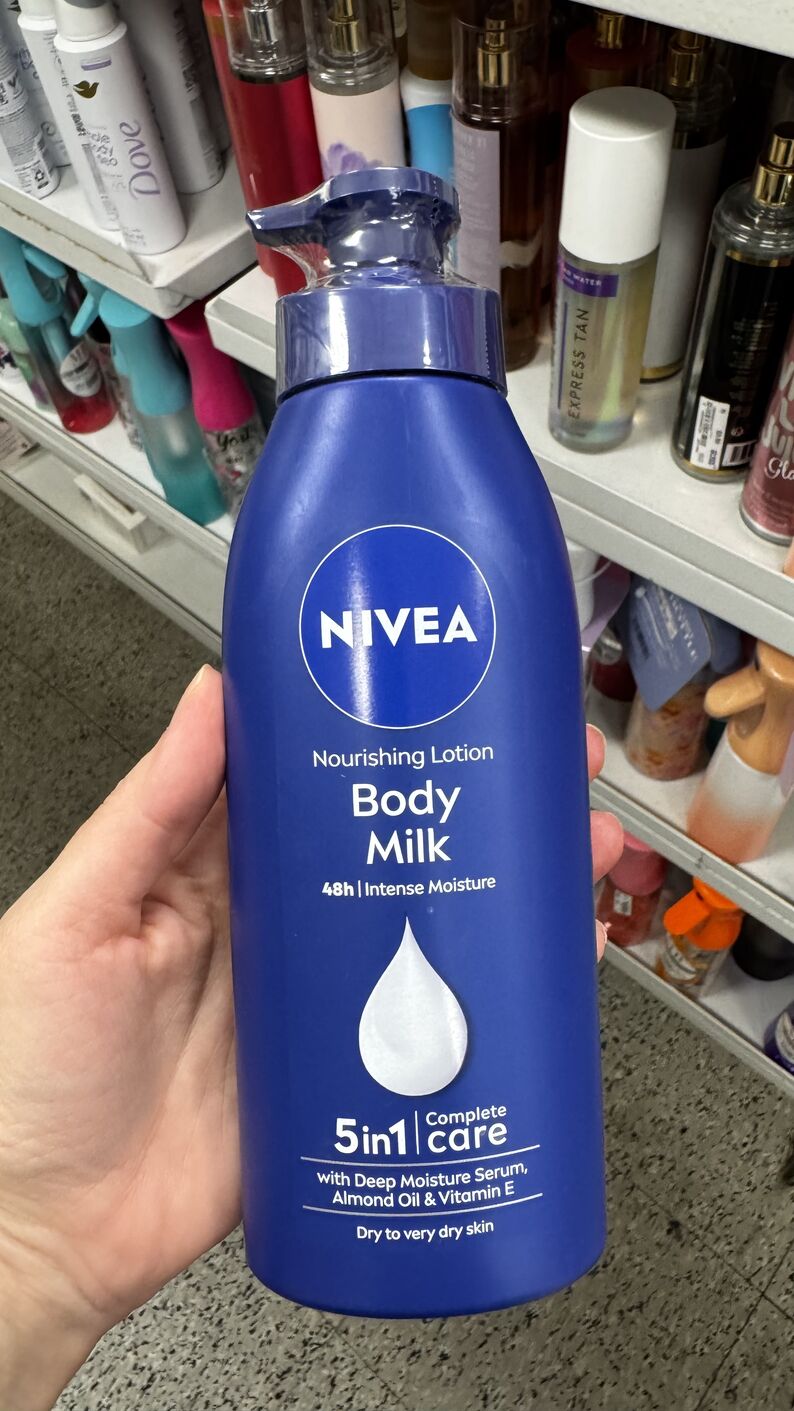 Dove
WATER
EXPRESS TAN
NIVEA
Nourishing Lotion
Body
Milk
48h | Intense Moisture
5in1 | Complete
care
with Deep Moisture Serum,
Almond Oil & Vitamin E
Dry to very dry skin